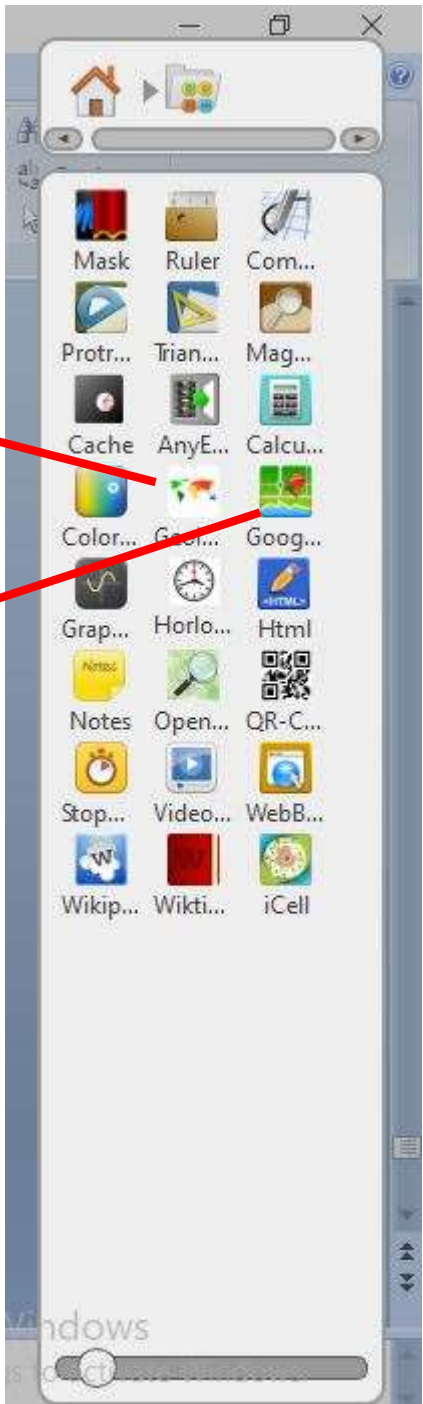 Mask Ruler Com...
Protr... Trian... Mag...
Cache AnyE... Calcu...
Color... Goog...
Grap... Horlo... Html
Notes Open... QR-C...
Stop... Video... WebB...
Wikip... Wikti... iCell
Windows